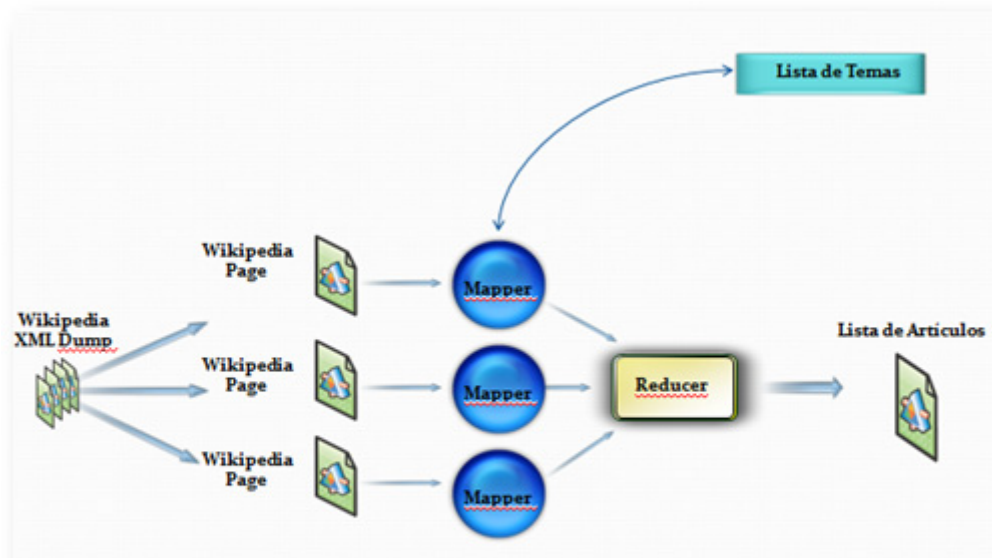 Lista de Temas
Wikipedia
Page
Mapper
Wikipedia
XML Dump
Lista de Artículos
Wikipedia
Page
Mapper
Reducer
Wikipedia
Page
Mapper